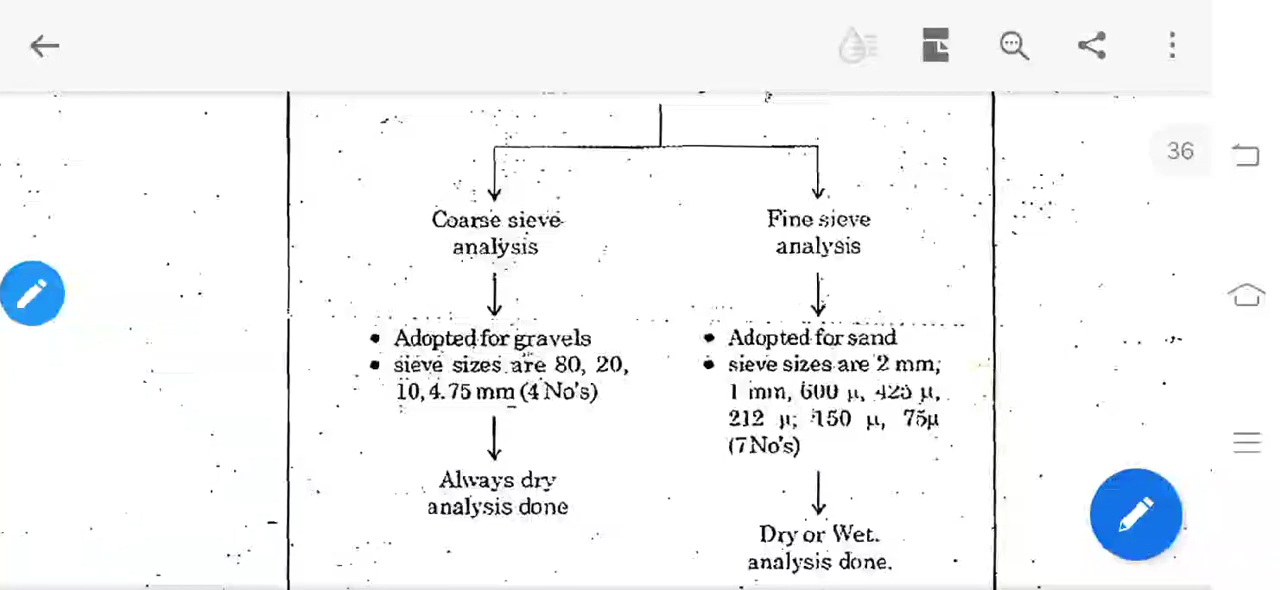 36
Coarse sieve
analysis
Fine sieve
analysis
• Adopted for gravels
• sieve sizes are 80, 20,
10, 4.75 mm (4 No's)
Always dry
analysis done
• Adopted for sand
• sieve sizes are 2 mm;
1 mm, 600 µ, 425 µ,
212 µ; 150 µ, 75µ
(7 No's)
Dry or Wet.
analysis done.